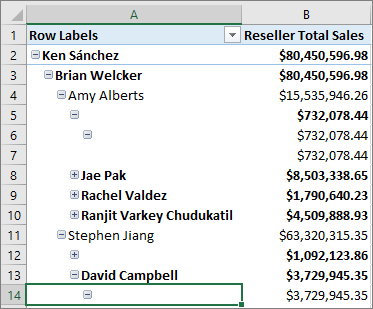 A B
1 Row Labels Reseller Total Sales
2 Ken Sánchez $80,450,596.98
3 Brian Welcker $80,450,596.98
4 Amy Alberts $15,535,946.26
5 $732,078.44
6 $732,078.44
7 $732,078.44
8 Jae Pak $8,503,338.65
9 Rachel Valdez $1,790,640.23
10 Ranjit Varkey Chudukatil $4,509,888.93
11 Stephen Jiang $63,320,315.35
12 $1,092,123.86
13 David Campbell $3,729,945.35
14 $3,729,945.35